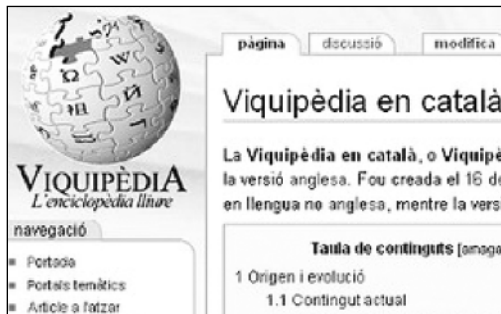 pàgina discussió modifica
Viquipèdia en català
La Viquipèdia en català, o Viquipè
la versió anglesa. Fou creada el 16 de
en llengua no anglesa, mentre la vers
VIQUIPÈDIA
L'enciclopèdia lliure
navegació
Portada
Portals temàtics
Article a l'atzar
Taula de continguts [amaga
1 Origen i evolució
1.1 Contingut actual